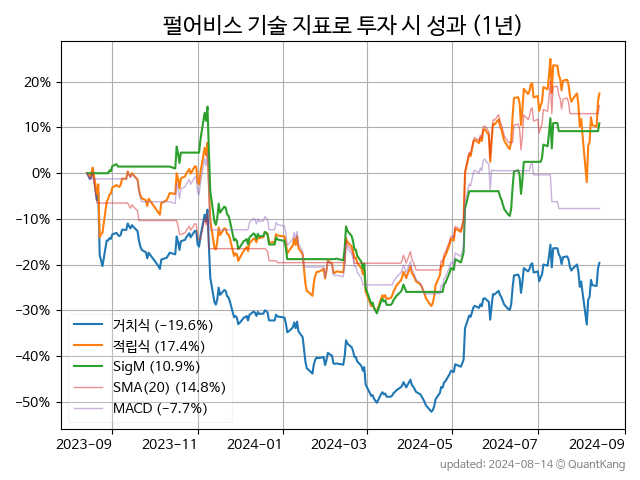 펄어비스 기술 지표로 투자 시 성과 (1년)
20%
10%
0%
−10%
−20%
−30%
−40%
−50%
거치식 (−19.6%)
적립식 (17.4%)
SigM (10.9%)
SMA(20) (14.8%)
MACD (−7.7%)
2023-09 2023-11 2024-01 2024-03 2024-05 2024-07 2024-09
updated: 2024-08-14 © QuantKang